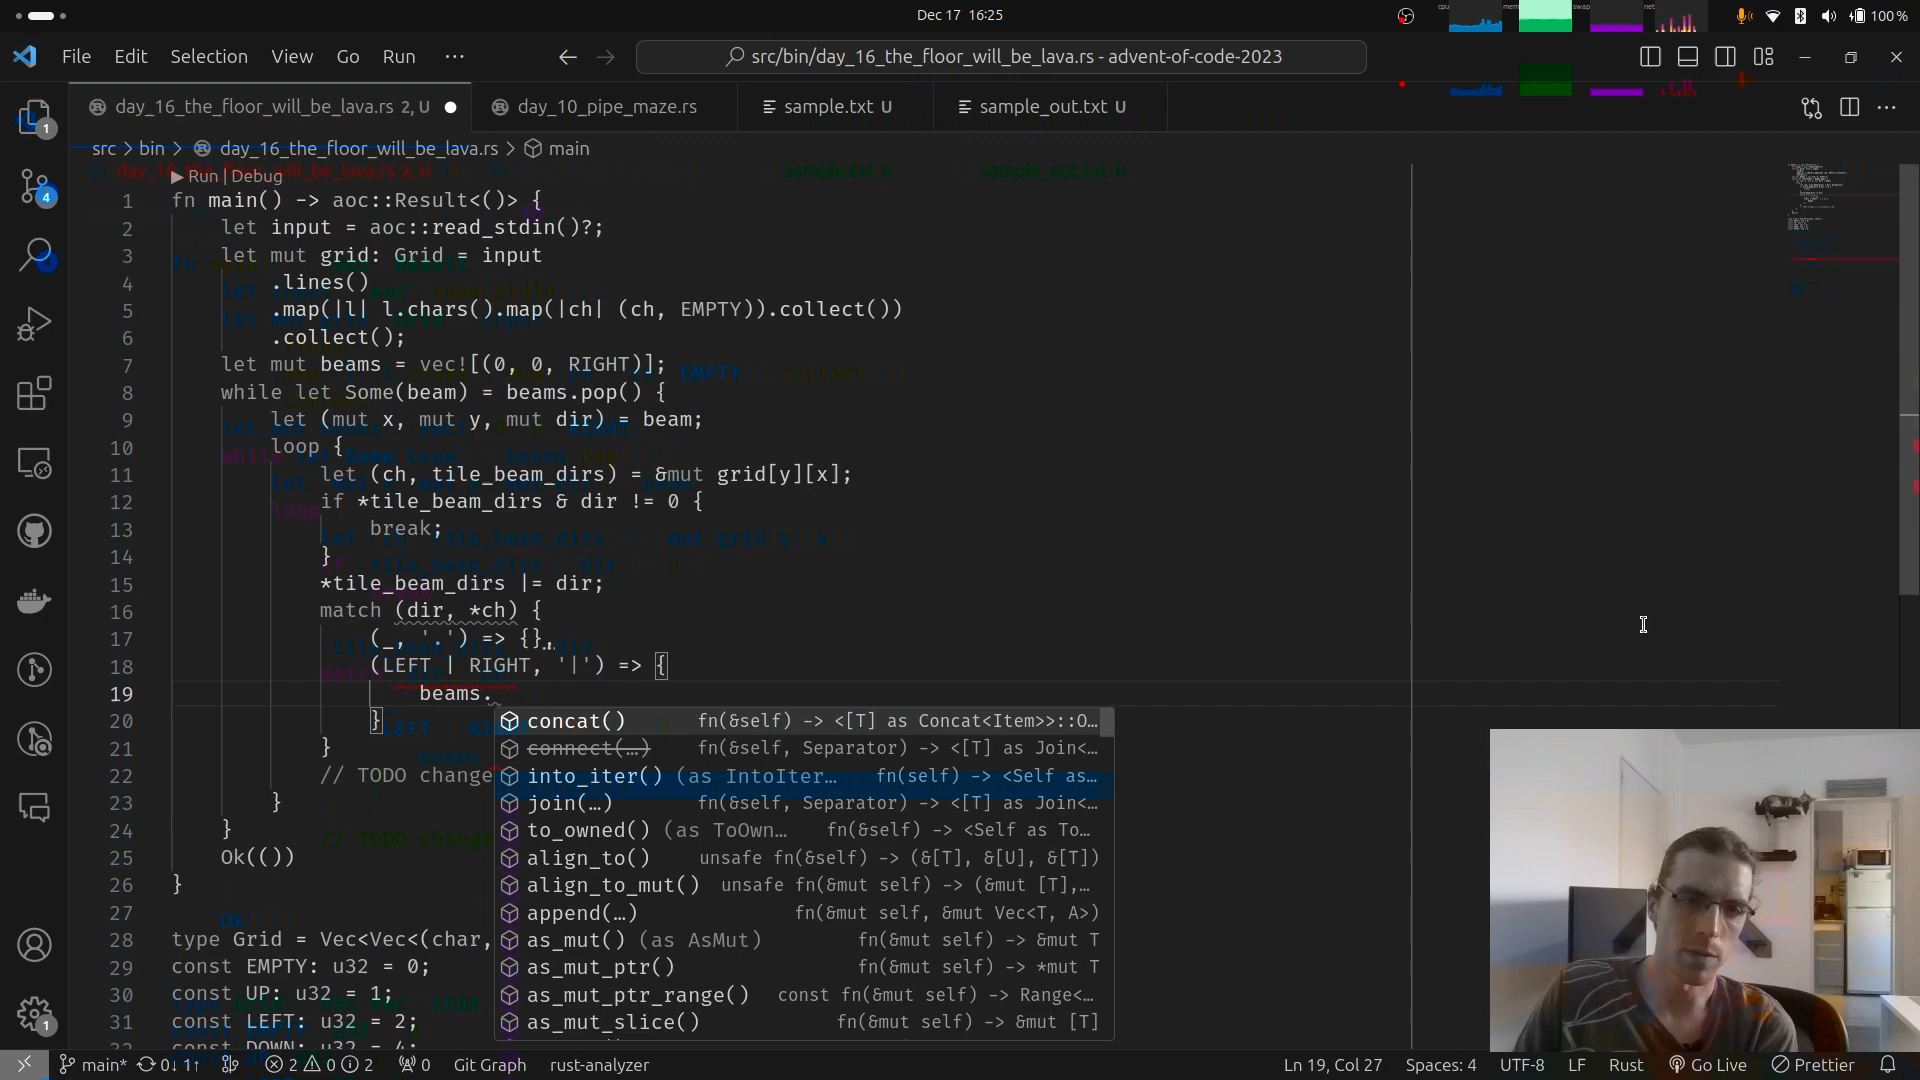 Dec 17 16:25
cpu mem swap net 100 %
File Edit Selection View Go Run ··· src/bin/day_16_the_floor_will_be_lava.rs - advent-of-code-2023
day_16_the_floor_will_be_lava.rs 2, U day_10_pipe_maze.rs sample.txt U sample_out.txt U
src > bin > day_16_the_floor_will_be_lava.rs > main
Run | Debug
1 fn main() -> aoc::Result<()> {
2 let input = aoc::read_stdin()?;
3 let mut grid: Grid = input
4 .lines()
5 .map(|l| l.chars().map(|ch| (ch, EMPTY)).collect())
6 .collect();
7 let mut beams = vec![(0, 0, RIGHT)];
8 while let Some(beam) = beams.pop() {
9 let (mut x, mut y, mut dir) = beam;
10 loop {
11 let (ch, tile_beam_dirs) = &mut grid[y][x];
12 if *tile_beam_dirs & dir != 0 {
13 break;
14 }
15 *tile_beam_dirs |= dir;
16 match (dir, *ch) {
17 (_, '.') => {},
18 (LEFT | RIGHT, '|') => {
19 beams.
20 }
21 }
22 // TODO change
23 }
24 }
25 Ok(())
26 }
27
28 type Grid = Vec<Vec<(char,
29 const EMPTY: u32 = 0;
30 const UP: u32 = 1;
31 const LEFT: u32 = 2;
const DOWN: u32 = 4;
concat() fn(&self) -> <[T] as Concat<Item>>::O…
connect(…) fn(&self, Separator) -> <[T] as Join<…
into_iter() (as IntoIter… fn(self) -> <Self as…
join(…) fn(&self, Separator) -> <[T] as Join<…
to_owned() (as ToOwn… fn(&self) -> <Self as To…
align_to() unsafe fn(&self) -> (&[T], &[U], &[T])
align_to_mut() unsafe fn(&mut self) -> (&mut [T],…
append(…) fn(&mut self, &mut Vec<T, A>)
as_mut() (as AsMut) fn(&mut self) -> &mut T
as_mut_ptr() fn(&mut self) -> *mut T
as_mut_ptr_range() const fn(&mut self) -> Range<…
as_mut_slice() fn(&mut self) -> &mut [T]
1
4
1
main* 0↓ 1↑ 2 0 2 0 Git Graph rust-analyzer Ln 19, Col 27 Spaces: 4 UTF-8 LF Rust Go Live Prettier